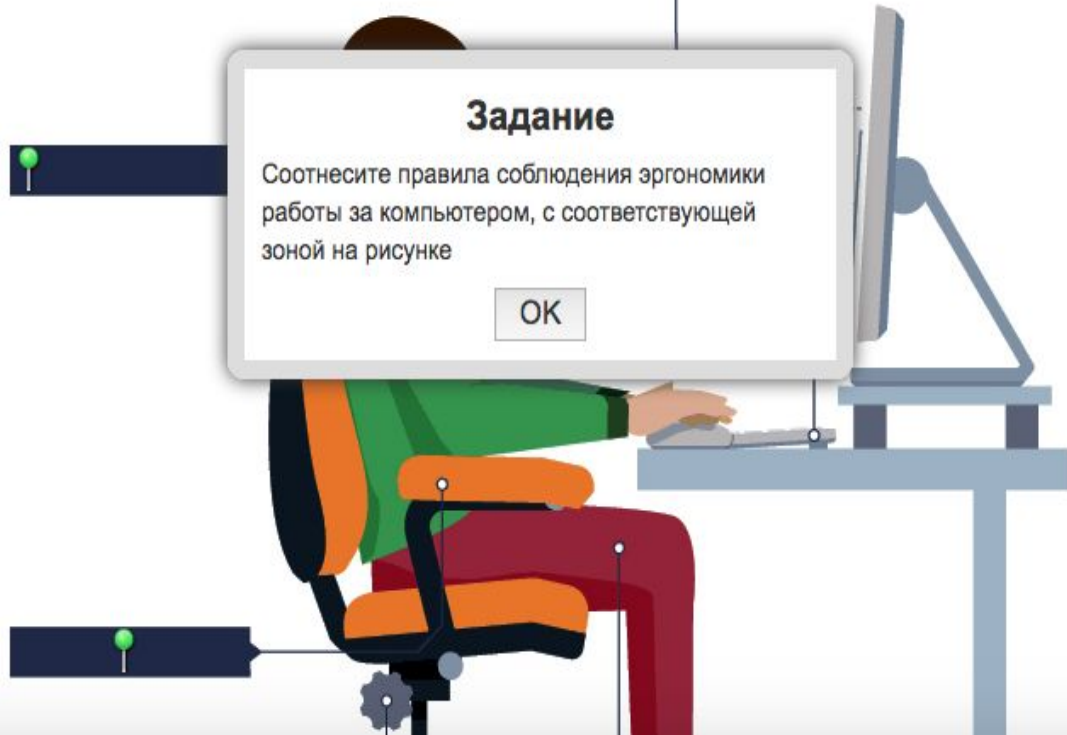 Задание
Соотнесите правила соблюдения эргономики
работы за компьютером, с соответствующей
зоной на рисунке
OK